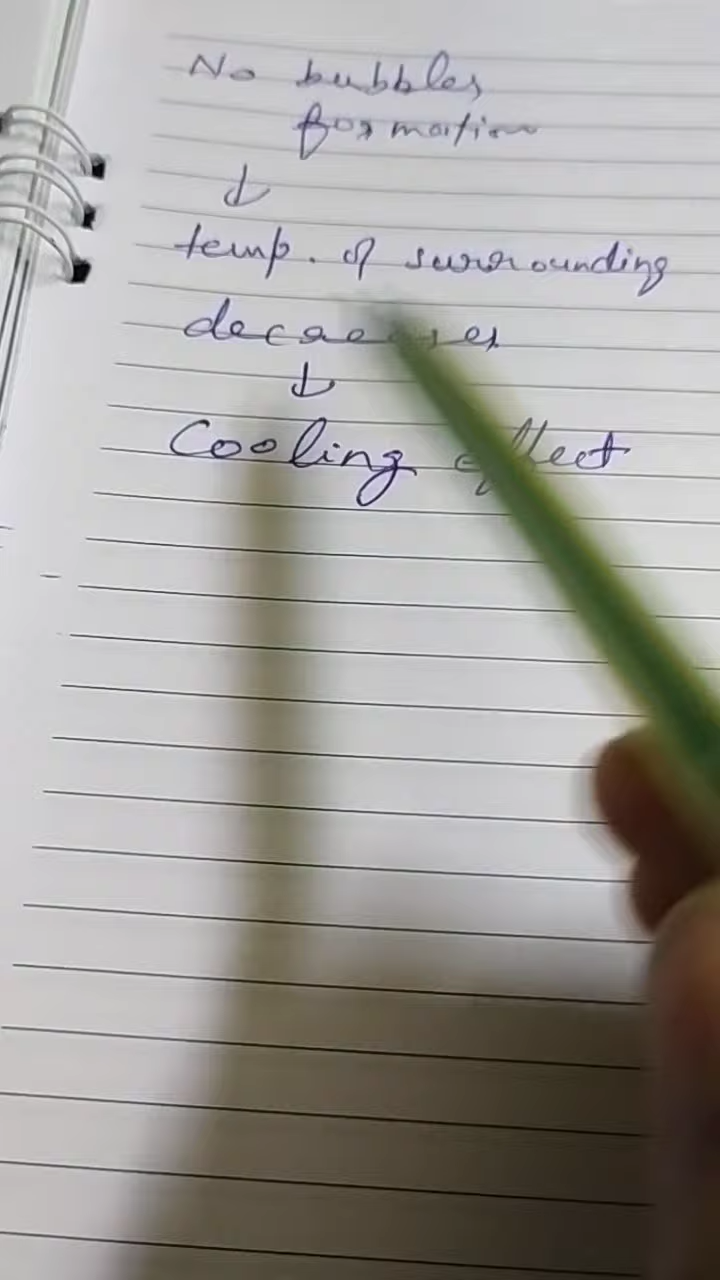 No bubbles
formation
↓
temp. of surrounding
decreases
↓
Cooling effect